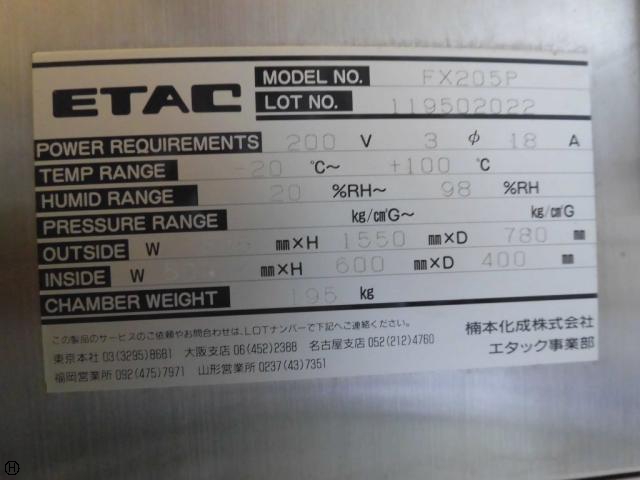 ETAC
MODEL NO. FX205P
LOT NO. 119502022
POWER REQUIREMENTS 200 V 3 φ 18 A
TEMP RANGE -20 ℃～ +100 ℃
HUMID RANGE 20 %RH～ 98 %RH
PRESSURE RANGE kg/c㎡G～ kg/c㎡G
OUTSIDE W ㎜×H 1550 ㎜×D 780 ㎜
INSIDE W ㎜×H 600 ㎜×D 400 ㎜
CHAMBER WEIGHT 195 kg
この製品のサービスのご依頼やお問合わせは、LOTナンバーで下記へご連絡ください。
東京本社 03(3295)8681 大阪支店 06(452)2388 名古屋支店 052(212)4760
福岡営業所 092(475)7971 山形営業所 0237(43)7351
楠本化成株式会社
エタック事業部
H